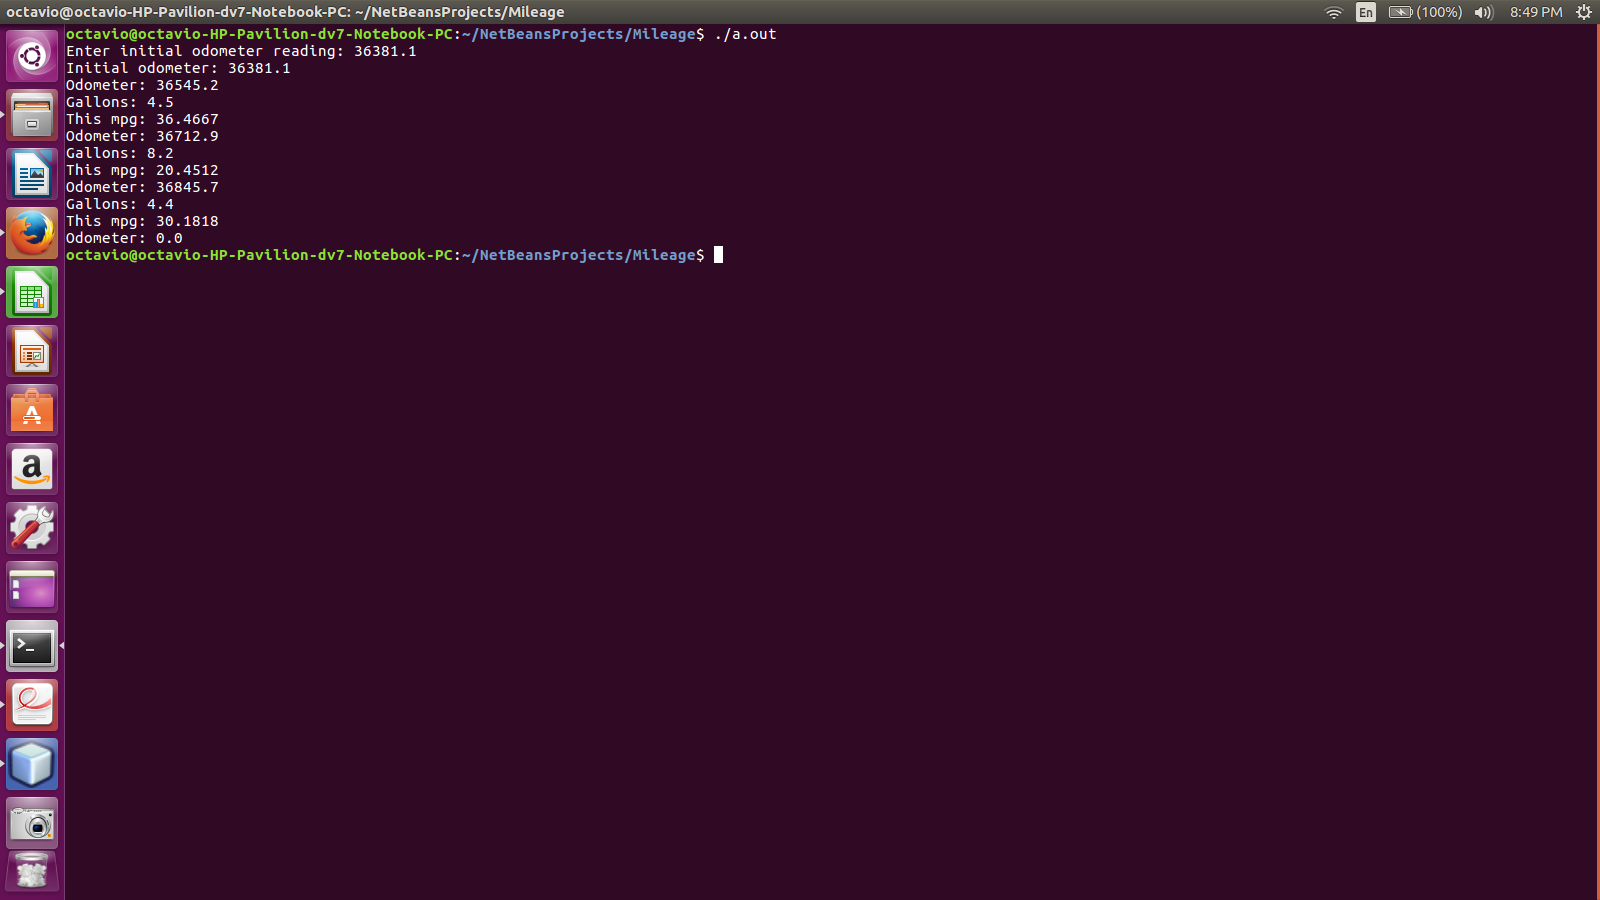 octavio@octavio-HP-Pavilion-dv7-Notebook-PC: ~/NetBeansProjects/Mileage
En
(100%)
8:49 PM
octavio@octavio-HP-Pavilion-dv7-Notebook-PC:~/NetBeansProjects/Mileage$ ./a.out
Enter initial odometer reading: 36381.1
Initial odometer: 36381.1
Odometer: 36545.2
Gallons: 4.5
This mpg: 36.4667
Odometer: 36712.9
Gallons: 8.2
This mpg: 20.4512
Odometer: 36845.7
Gallons: 4.4
This mpg: 30.1818
Odometer: 0.0
octavio@octavio-HP-Pavilion-dv7-Notebook-PC:~/NetBeansProjects/Mileage$